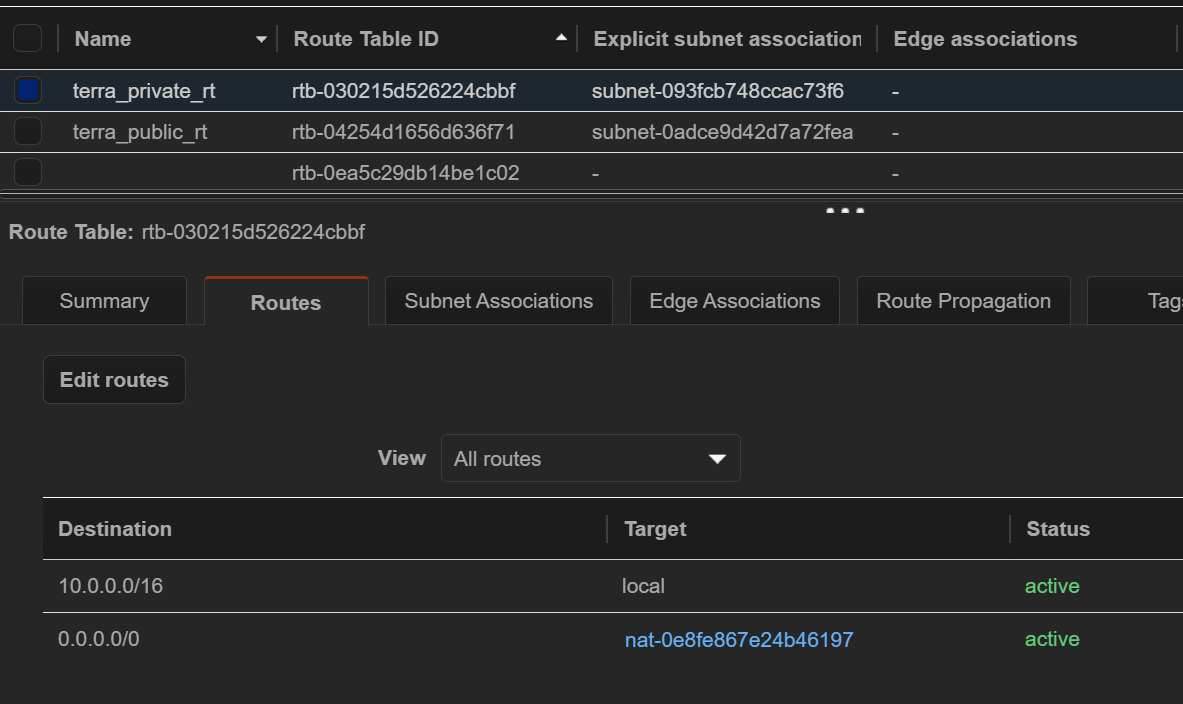 Name Route Table ID Explicit subnet association Edge associations
terra_private_rt rtb-030215d526224cbbf subnet-093fcb748ccac73f6 -
terra_public_rt rtb-04254d1656d636f71 subnet-0adce9d42d7a72fea -
rtb-0ea5c29db14be1c02 - -
Route Table: rtb-030215d526224cbbf
Summary Routes Subnet Associations Edge Associations Route Propagation Tags
Edit routes
View All routes
Destination Target Status
10.0.0.0/16 local active
0.0.0.0/0 nat-0e8fe867e24b46197 active